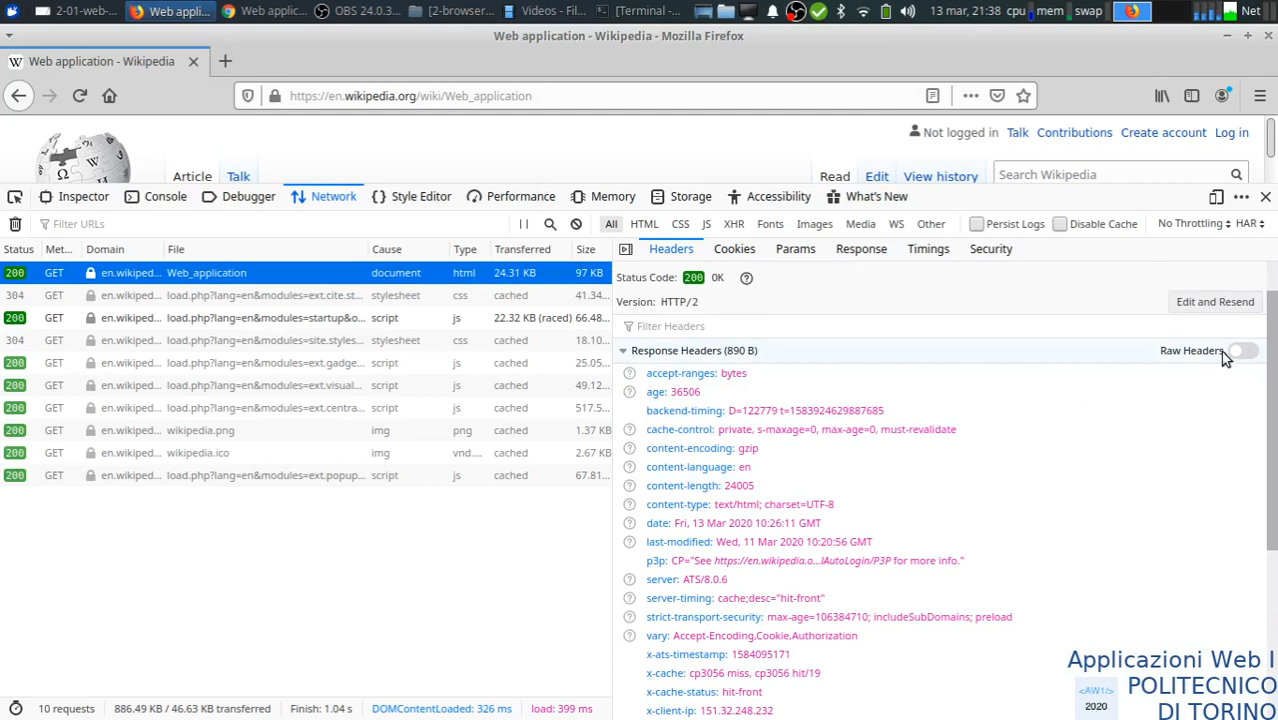 2-01-web-...
Web appli...
Web applic...
OBS 24.0.3...
[2-browser...
Videos - Fil...
[Terminal -...
13 mar, 21:38
cpu
mem
swap
Net
Web application - Wikipedia - Mozilla Firefox
W Web application - Wikipedia
https://en.wikipedia.org/wiki/Web_application
Not logged in Talk Contributions Create account Log in
Article Talk Read Edit View history Search Wikipedia
Inspector Console Debugger Network Style Editor Performance Memory Storage Accessibility What's New
Filter URLs All HTML CSS JS XHR Fonts Images Media WS Other Persist Logs Disable Cache No Throttling HAR
Status Met... Domain File Cause Type Transferred Size
200 GET en.wikiped... Web_application document html 24.31 KB 97 KB
304 GET en.wikiped... load.php?lang=en&modules=ext.cite.st... stylesheet css cached 41.34...
200 GET en.wikiped... load.php?lang=en&modules=startup&o... script js 22.32 KB (raced) 66.48...
304 GET en.wikiped... load.php?lang=en&modules=site.styles... stylesheet css cached 18.10...
200 GET en.wikiped... load.php?lang=en&modules=ext.gadge... script js cached 25.05...
200 GET en.wikiped... load.php?lang=en&modules=ext.visual... script js cached 49.12...
200 GET en.wikiped... load.php?lang=en&modules=ext.centra... script js cached 517.5...
200 GET en.wikiped... wikipedia.png img png cached 1.37 KB
200 GET en.wikiped... wikipedia.ico img vnd.... cached 2.67 KB
200 GET en.wikiped... load.php?lang=en&modules=ext.popup... script js cached 67.81...
Headers Cookies Params Response Timings Security
Status Code: 200 OK
Version: HTTP/2 Edit and Resend
Filter Headers
Response Headers (890 B) Raw Headers
accept-ranges: bytes
age: 36506
backend-timing: D=122779 t=1583924629887685
cache-control: private, s-maxage=0, max-age=0, must-revalidate
content-encoding: gzip
content-language: en
content-length: 24005
content-type: text/html; charset=UTF-8
date: Fri, 13 Mar 2020 10:26:11 GMT
last-modified: Wed, 11 Mar 2020 10:20:56 GMT
p3p: CP="See https://en.wikipedia.o...lAutoLogin/P3P for more info."
server: ATS/8.0.6
server-timing: cache;desc="hit-front"
strict-transport-security: max-age=106384710; includeSubDomains; preload
vary: Accept-Encoding,Cookie,Authorization
x-ats-timestamp: 1584095171
x-cache: cp3056 miss, cp3056 hit/19
x-cache-status: hit-front
x-client-ip: 151.32.248.232
10 requests 886.49 KB / 46.63 KB transferred Finish: 1.04 s DOMContentLoaded: 326 ms load: 399 ms
Applicazioni Web I
<AW1/>
2020
POLITECNICO
DI TORINO